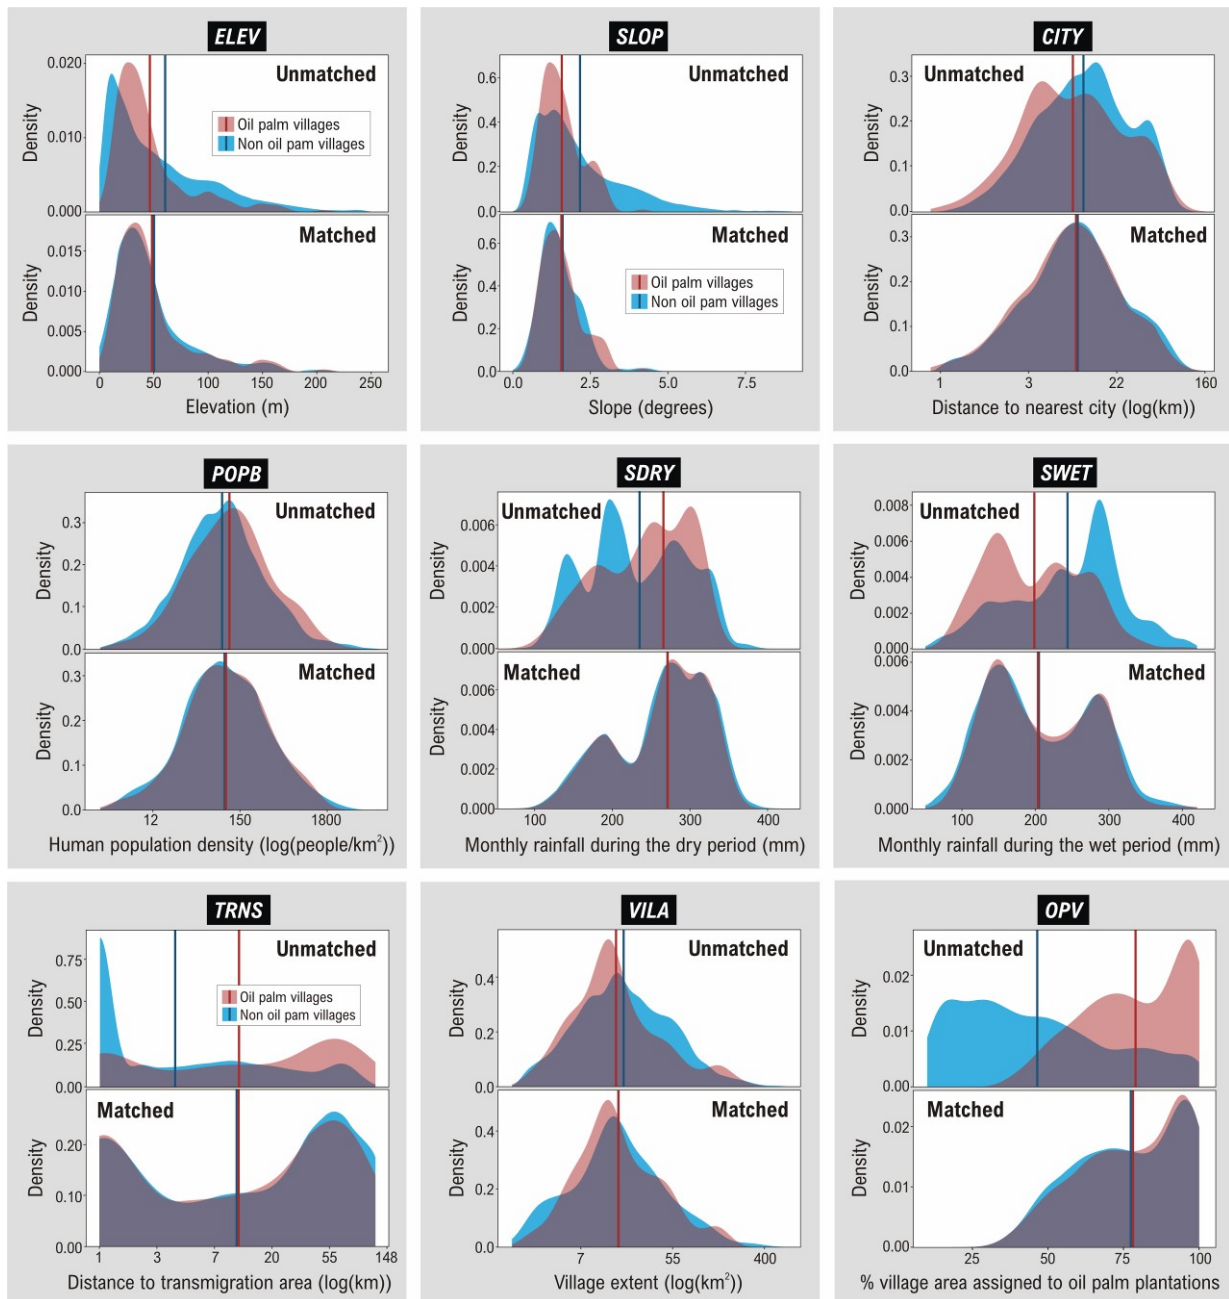 ELEV
Unmatched
0.020
0.010
0.000
Density
Oil palm villages
Non oil pam villages
Matched
0.015
0.010
0.005
0.000
Density
0 50 100 150 200 250
Elevation (m)
SLOP
Unmatched
0.6
0.4
0.2
0.0
Density
Matched
0.6
0.4
0.2
0.0
Density
Oil palm villages
Non oil pam villages
0.0 2.5 5.0 7.5
Slope (degrees)
CITY
Unmatched
0.3
0.2
0.1
0.0
Density
Matched
0.3
0.2
0.1
0.0
Density
1 3 22 160
Distance to nearest city (log(km))
POPB
Unmatched
0.3
0.2
0.1
0.0
Density
Matched
0.3
0.2
0.1
0.0
Density
12 150 1800
Human population density (log(people/km²))
SDRY
Unmatched
0.006
0.004
0.002
0.000
Density
Matched
0.006
0.004
0.002
0.000
Density
100 200 300 400
Monthly rainfall during the dry period (mm)
SWET
Unmatched
0.008
0.006
0.004
0.002
0.000
Density
Matched
0.006
0.004
0.002
0.000
Density
100 200 300 400
Monthly rainfall during the wet period (mm)
TRNS
Unmatched
0.75
0.50
0.25
0.00
Density
Oil palm villages
Non oil pam villages
Matched
0.20
0.10
0.00
Density
1 3 7 20 55 148
Distance to transmigration area (log(km))
VILA
Unmatched
0.4
0.2
0.0
Density
Matched
0.4
0.2
0.0
Density
7 55 400
Village extent (log(km²))
OPV
Unmatched
0.02
0.01
0.00
Density
Matched
0.02
0.01
0.00
Density
25 50 75 100
% village area assigned to oil palm plantations